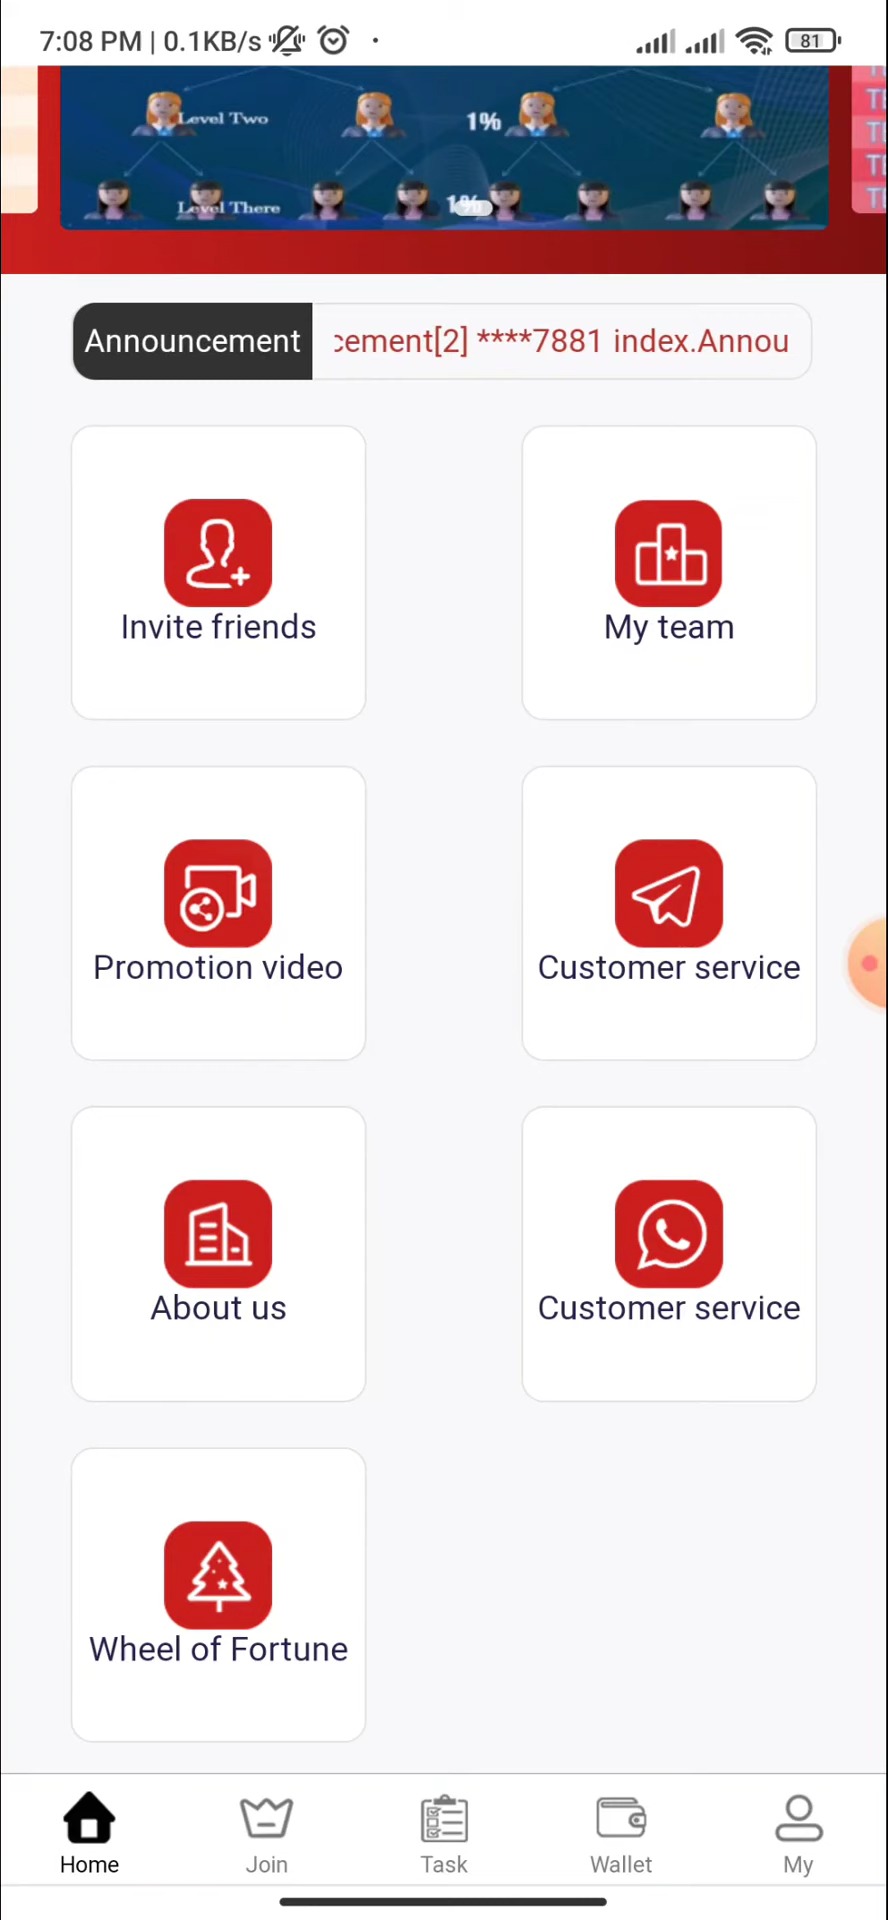 7:08 PM | 0.1KB/s
81
Level Two
1%
Level There
Announcement
cement[2] ****7881 index.Annou
Invite friends
My team
Promotion video
Customer service
About us
Customer service
Wheel of Fortune
Home
Join
Task
Wallet
My